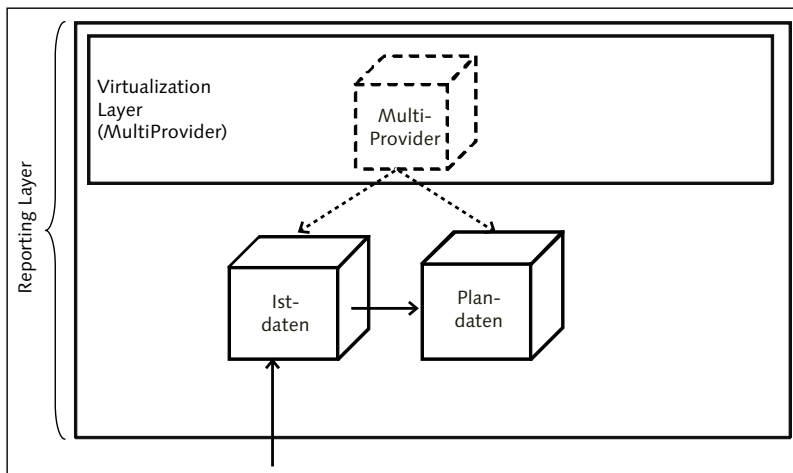 Reporting Layer
Virtualization
Layer
(MultiProvider)
Multi-
Provider
Ist-
daten
Plan-
daten